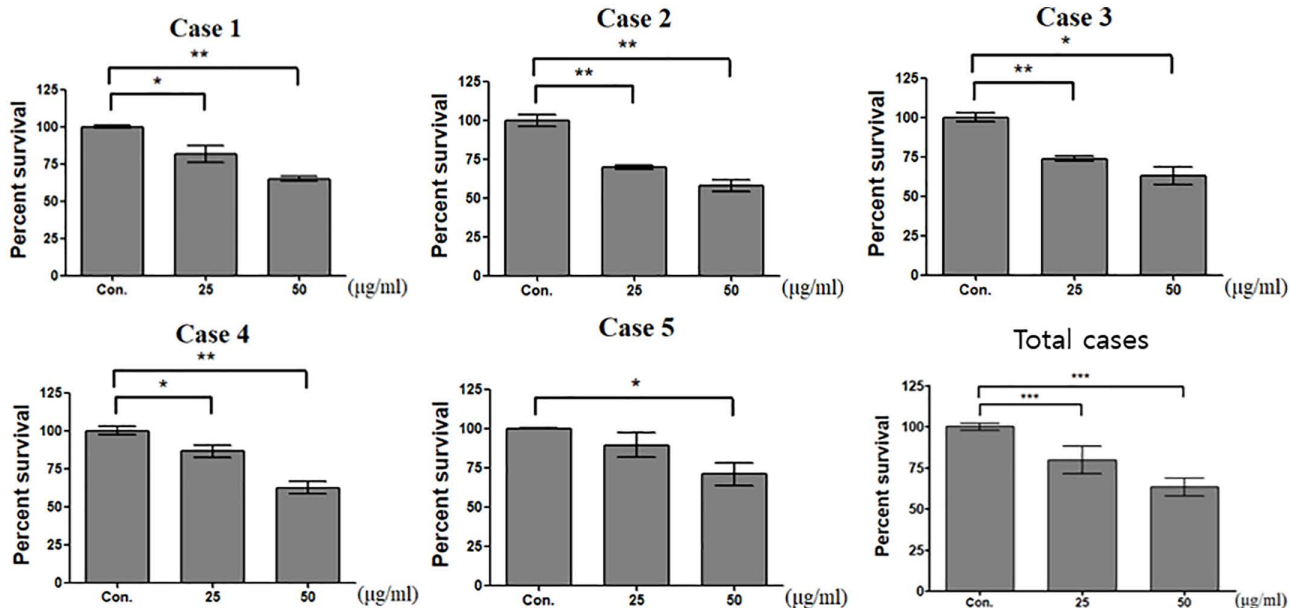 Case 1
**
*
Percent survival
125
100
75
50
25
0
Con. 25 50 (μg/ml)
Case 2
**
**
Percent survival
125
100
75
50
25
0
Con. 25 50 (μg/ml)
Case 3
*
**
Percent survival
125
100
75
50
25
0
Con. 25 50 (μg/ml)
Case 4
**
*
Percent survival
125
100
75
50
25
0
Con. 25 50 (μg/ml)
Case 5
*
Percent survival
125
100
75
50
25
0
Con. 25 50 (μg/ml)
Total cases
***
***
Percent survival
125
100
75
50
25
0
Con. 25 50 (μg/ml)